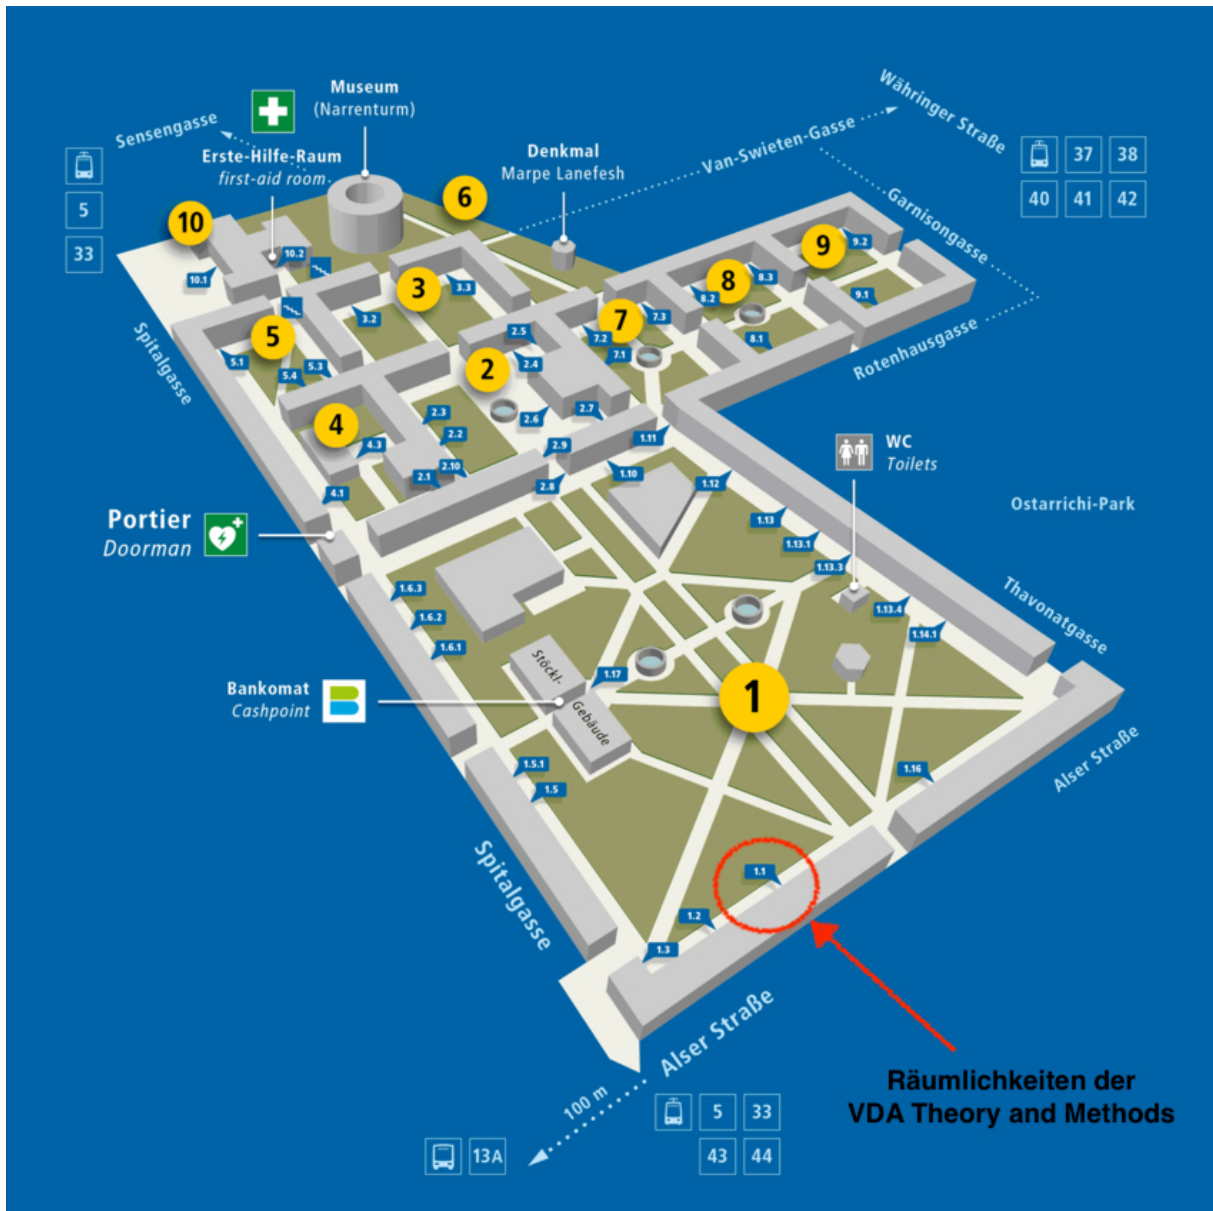 Museum
(Narrenturm)
Sensengasse
Erste-Hilfe-Raum
first-aid room
Denkmal
Marpe Lanefesh
Van-Swieten-Gasse
Währinger Straße
37
38
40
41
42
Garnisongasse
Rotenhausgasse
5
33
10
6
9
3
8
7
5
2
4
10.2
10.1
9.2
9.1
8.3
8.2
8.1
3.3
3.2
7.3
7.2
7.1
2.5
2.4
5.1
5.3
5.4
2.3
2.6
2.7
2.2
4.3
2.10
2.1
2.9
2.8
4.1
Spitalgasse
1.11
1.10
1.12
WC
Toilets
Ostarrichi-Park
Portier
Doorman
1.13
1.13.1
1.13.3
1.13.4
1.14.1
Thavonatgasse
1.6.3
1.6.2
1.6.1
Stöckl-
Gebäude
1.17
Bankomat
Cashpoint
1
Alser Straße
1.5.1
1.5
1.16
Spitalgasse
1.1
1.2
1.3
Alser Straße
100 m
Räumlichkeiten der
VDA Theory and Methods
5
33
43
44
13A